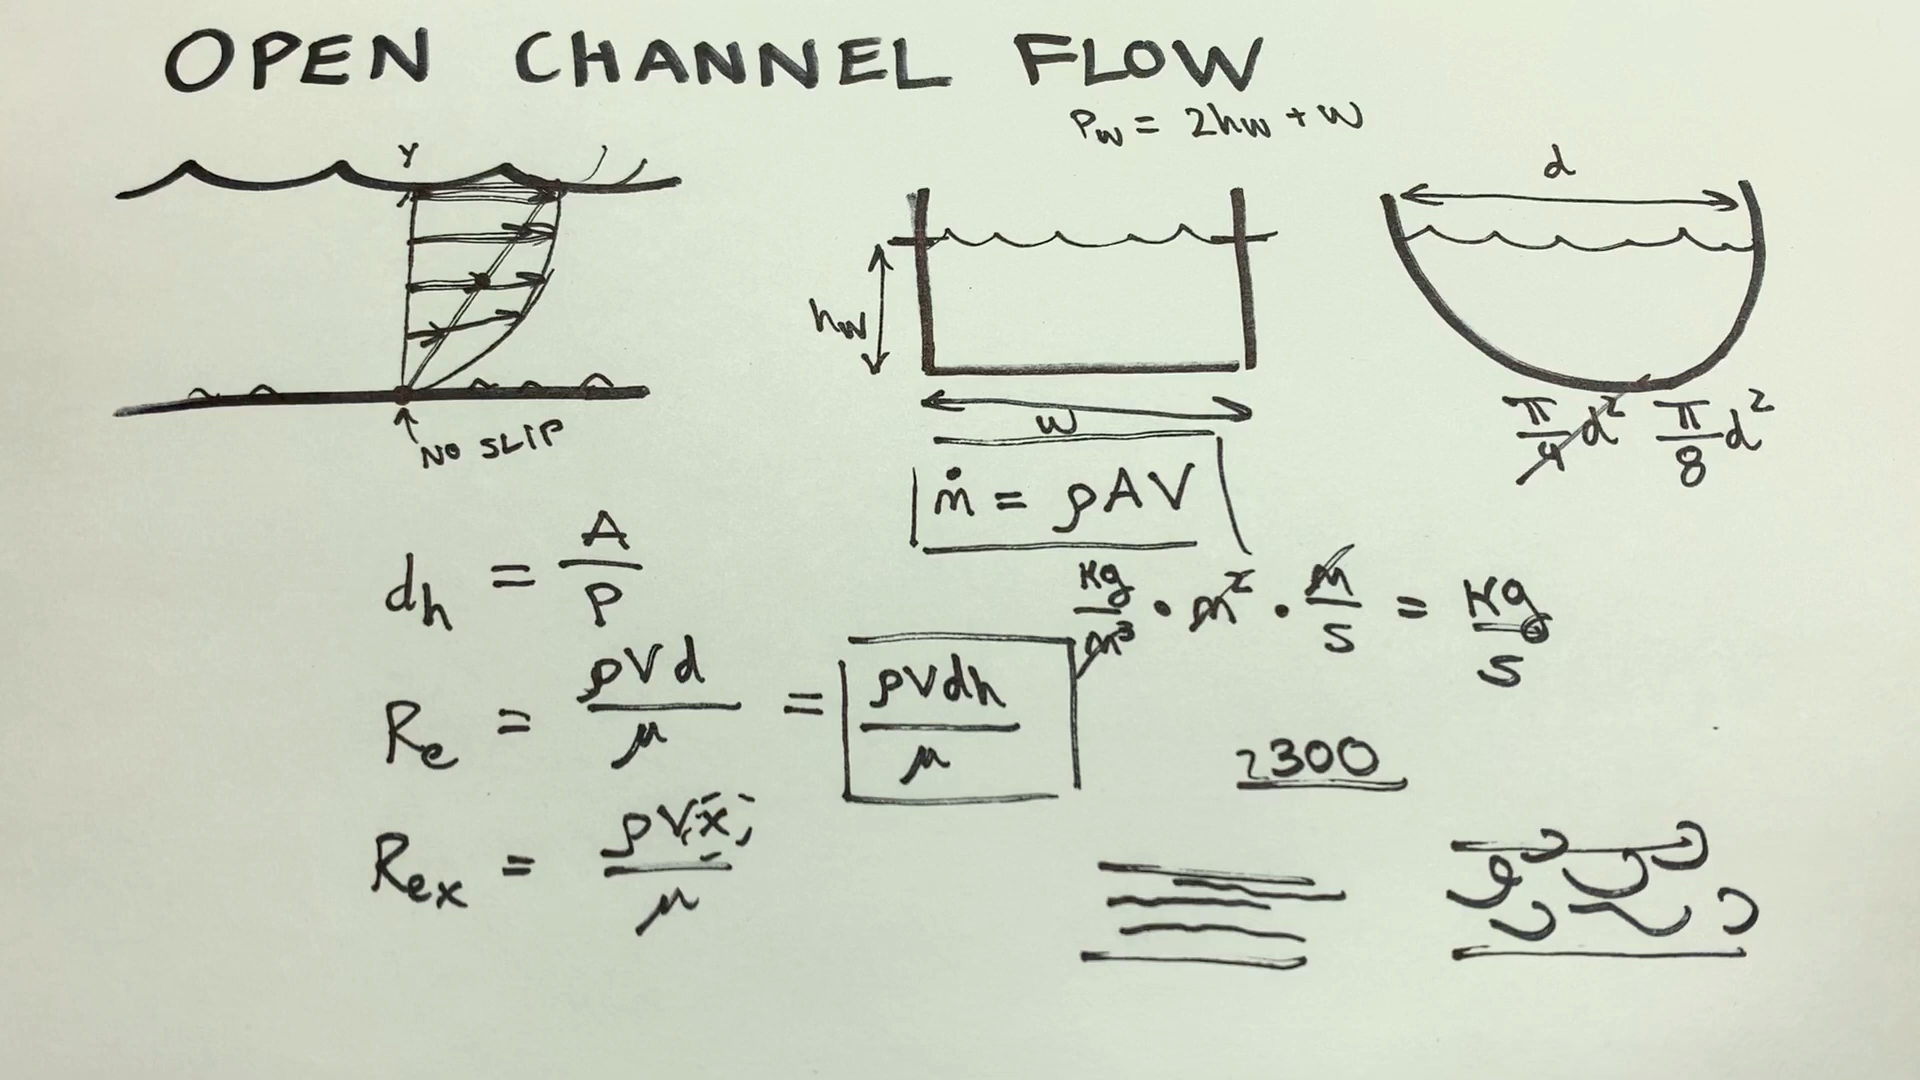 OPEN CHANNEL FLOW
Pw = 2hw + w
Y
d
hw
w
NO SLIP
π/4 d² π/8 d²
ṁ = ρAV
dh = A/P
kg/m³ · m² · m/s = kg/s
Re = ρVd/μ = ρVdh/μ
2300
Rex = ρVx/μ